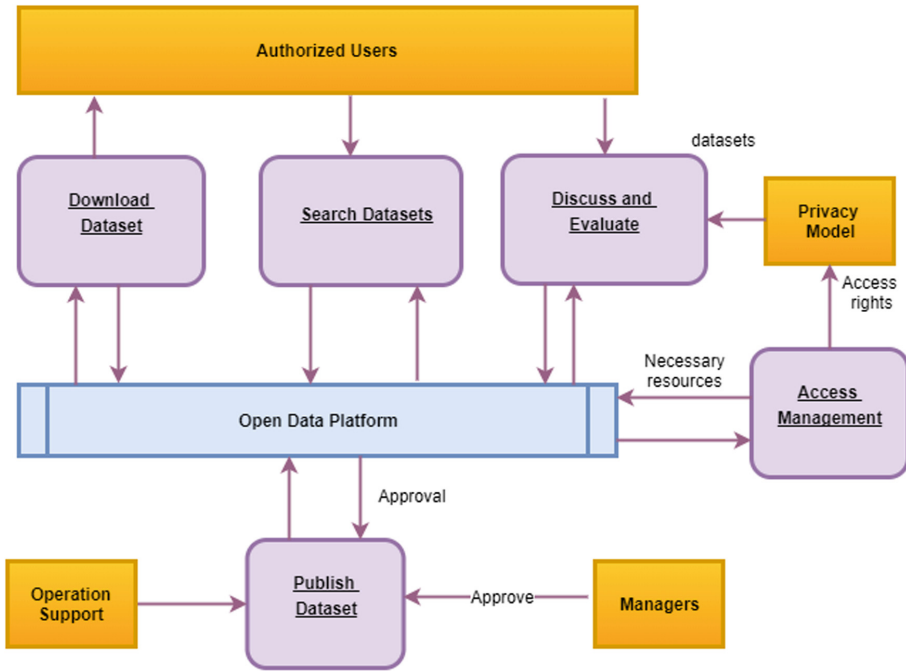 Authorized Users
datasets
Download
Dataset
Search Datasets
Discuss and
Evaluate
Privacy
Model
Access
rights
Necessary
resources
Access
Management
Open Data Platform
Approval
Operation
Support
Publish
Dataset
Approve
Managers